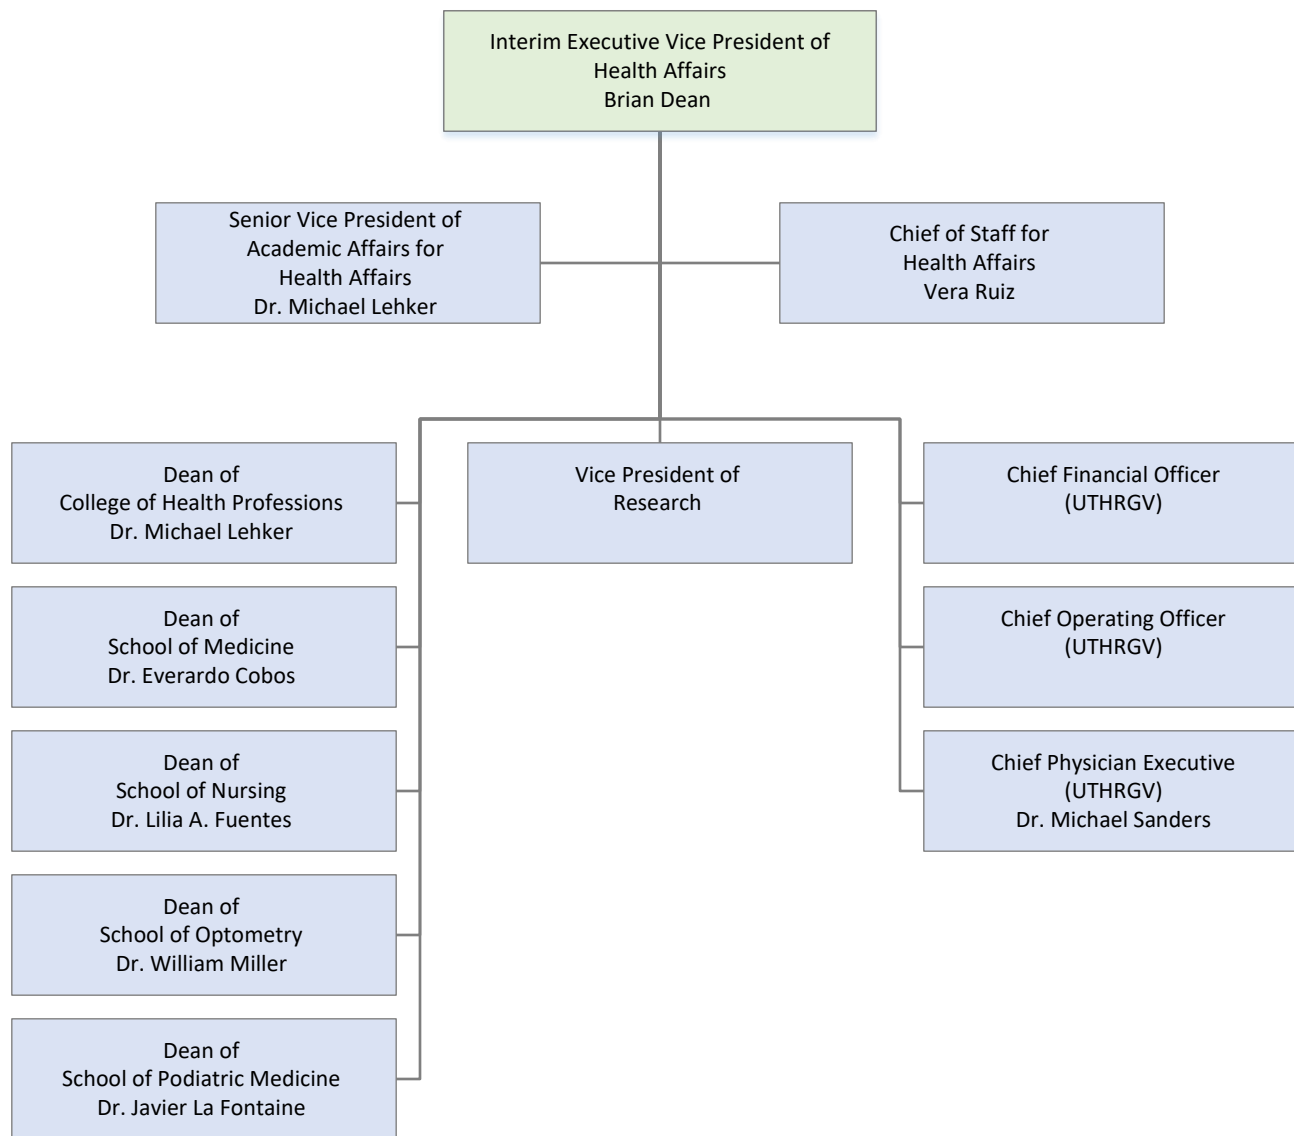 Interim Executive Vice President of
Health Affairs
Brian Dean
Senior Vice President of
Academic Affairs for
Health Affairs
Dr. Michael Lehker
Chief of Staff for
Health Affairs
Vera Ruiz
Dean of
College of Health Professions
Dr. Michael Lehker
Vice President of
Research
Chief Financial Officer
(UTHRGV)
Dean of
School of Medicine
Dr. Everardo Cobos
Chief Operating Officer
(UTHRGV)
Dean of
School of Nursing
Dr. Lilia A. Fuentes
Chief Physician Executive
(UTHRGV)
Dr. Michael Sanders
Dean of
School of Optometry
Dr. William Miller
Dean of
School of Podiatric Medicine
Dr. Javier La Fontaine